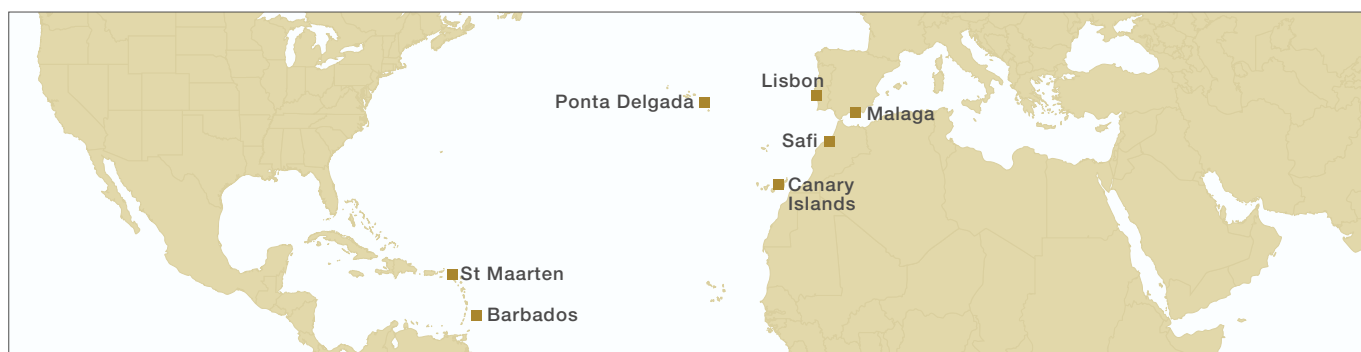 Lisbon
Ponta Delgada
Malaga
Safi
Canary
Islands
St Maarten
Barbados